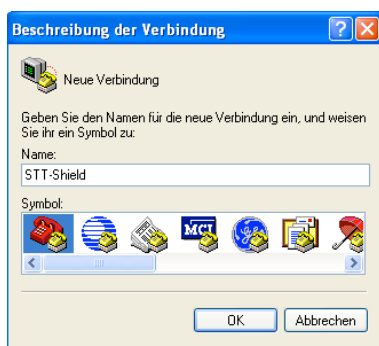 Beschreibung der Verbindung
Neue Verbindung
Geben Sie den Namen für die neue Verbindung ein, und weisen
Sie ihr ein Symbol zu:
Name:
STT-Shield
Symbol:
MCI
OK
Abbrechen